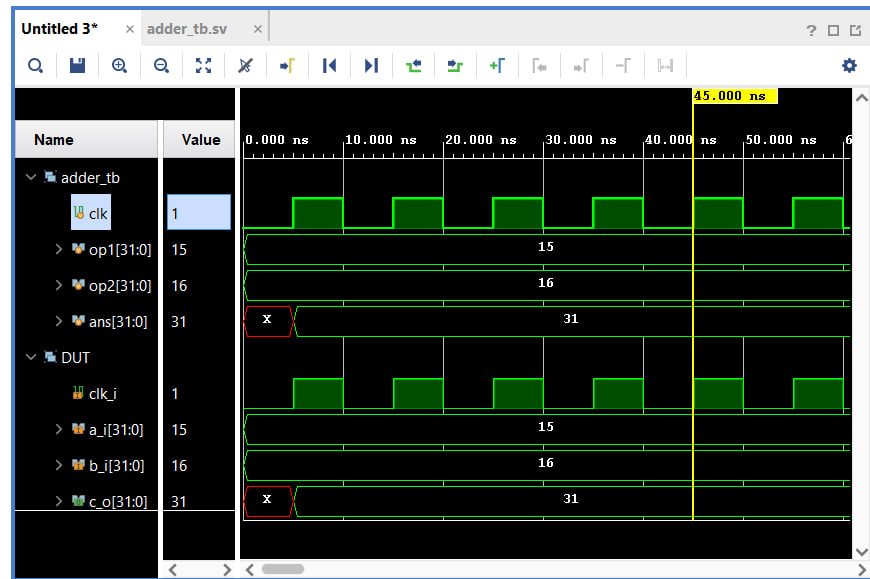 Untitled 3* × adder_tb.sv ×
?
45.000 ns
Name Value 0.000 ns 10.000 ns 20.000 ns 30.000 ns 40.000 ns 50.000 ns 6
adder_tb
clk 1
op1[31:0] 15 15
op2[31:0] 16 16
ans[31:0] 31 X 31
DUT
clk_i 1
a_i[31:0] 15 15
b_i[31:0] 16 16
c_o[31:0] 31 X 31